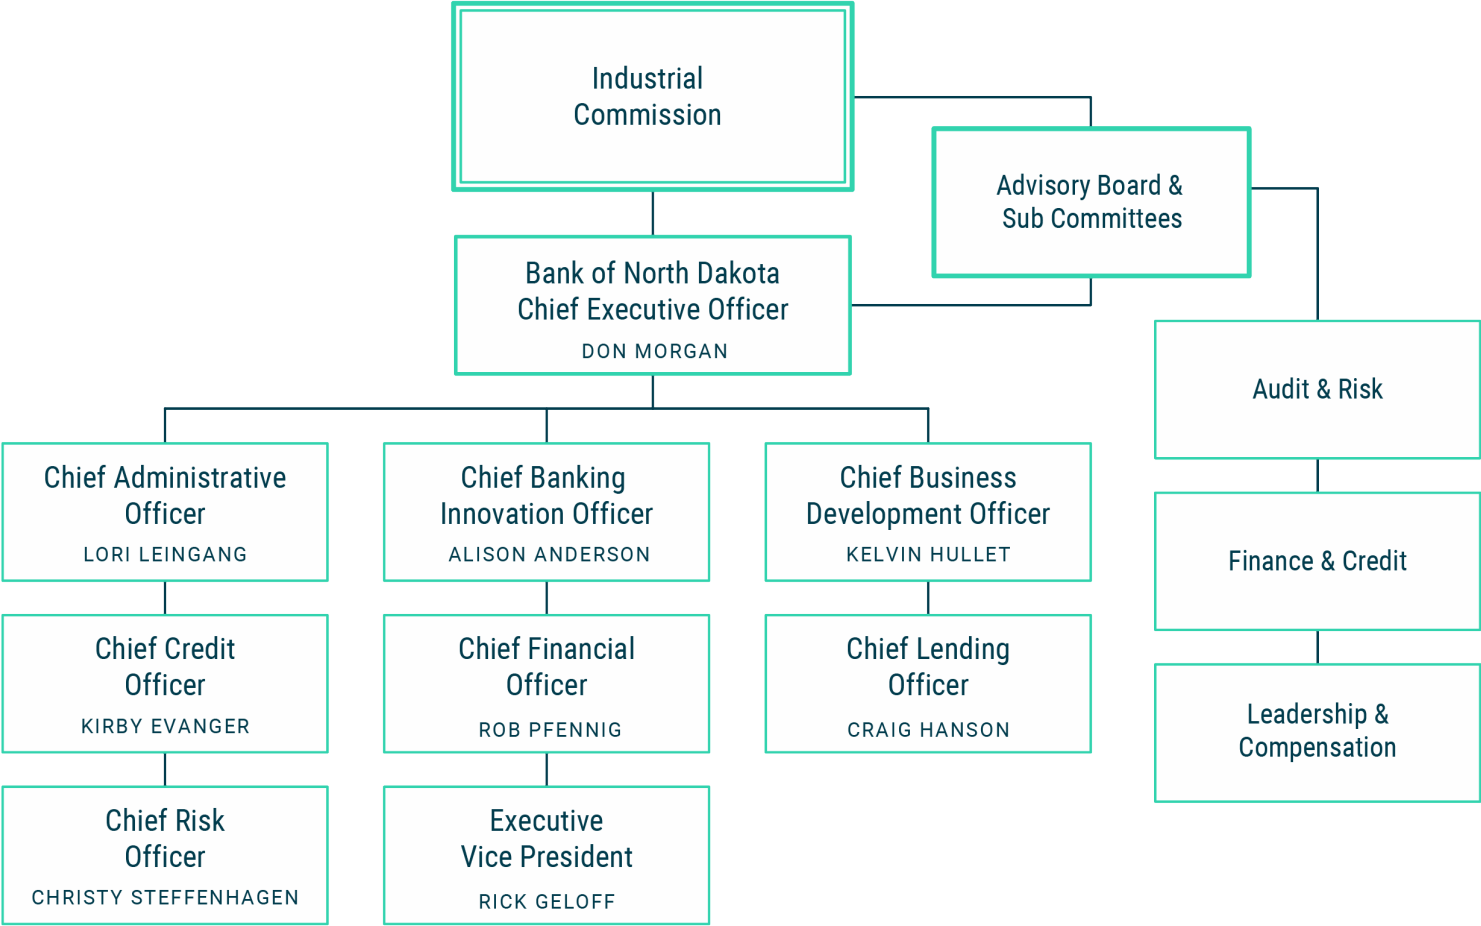 Industrial
Commission
Advisory Board &
Sub Committees
Bank of North Dakota
Chief Executive Officer
DON MORGAN
Audit & Risk
Chief Administrative
Officer
LORI LEINGANG
Chief Banking
Innovation Officer
ALISON ANDERSON
Chief Business
Development Officer
KELVIN HULLET
Finance & Credit
Chief Credit
Officer
KIRBY EVANGER
Chief Financial
Officer
ROB PFENNIG
Chief Lending
Officer
CRAIG HANSON
Leadership &
Compensation
Chief Risk
Officer
CHRISTY STEFFENHAGEN
Executive
Vice President
RICK GELOFF